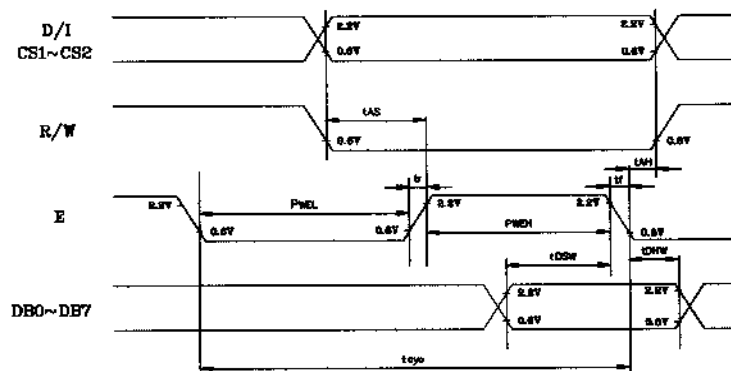 D/I
CS1~CS2
2.2V
0.6V
2.2V
0.6V
R/W
tAS
0.6V
0.6V
tAH
E
2.2V
PWEL
0.6V
0.6V
tr
2.2V
PWEH
2.2V
tf
0.6V
tDSW
tDHW
DB0~DB7
2.2V
0.6V
2.2V
0.6V
tcyc